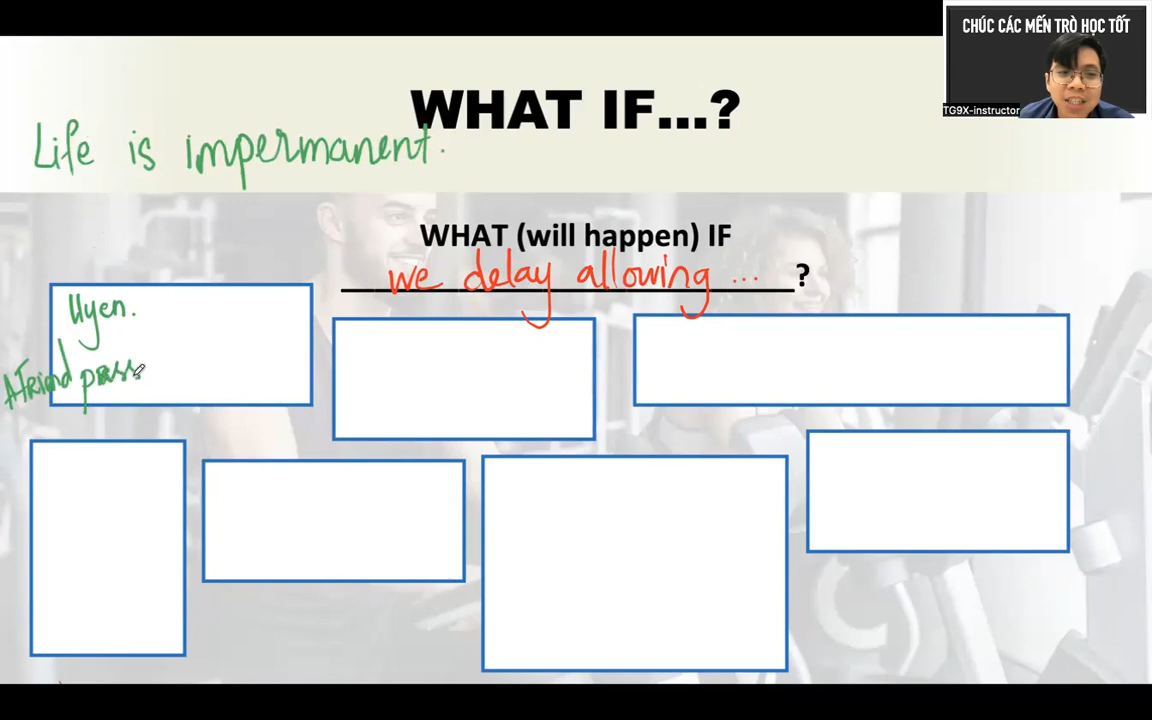 CHÚC CÁC MẾN TRÒ HỌC TỐT
TG9X-instructor
WHAT IF...?
Life is impermanent.
WHAT (will happen) IF
we delay allowing ... ?
Uyen.
A Friend pass